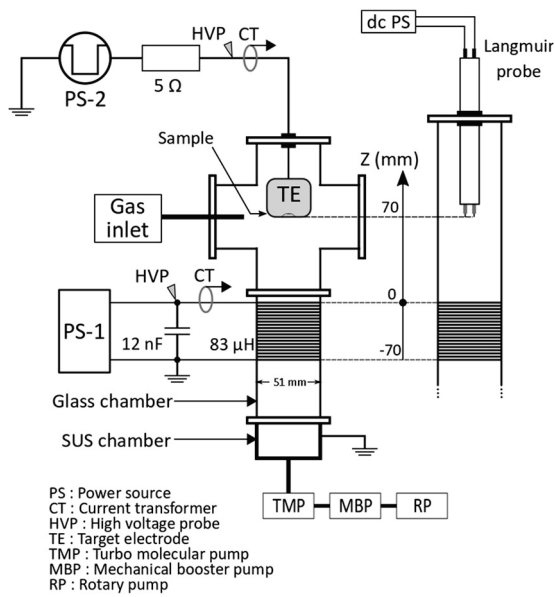 dc PS
Langmuir
probe
HVP CT
PS-2
5 Ω
Sample
Z (mm)
TE
70
Gas
inlet
HVP CT
0
PS-1
12 nF
83 μH
-70
51 mm
Glass chamber
SUS chamber
TMP MBP RP
PS : Power source
CT : Current transformer
HVP : High voltage probe
TE : Target electrode
TMP : Turbo molecular pump
MBP : Mechanical booster pump
RP : Rotary pump